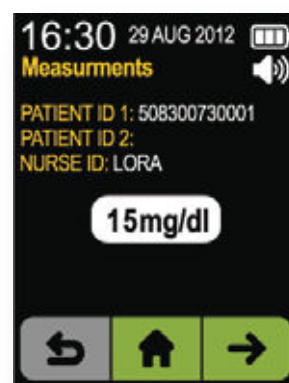 16:30 29 AUG 2012
Measurments
PATIENT ID 1: 508300730001
PATIENT ID 2:
NURSE ID: LORA
15mg/dl